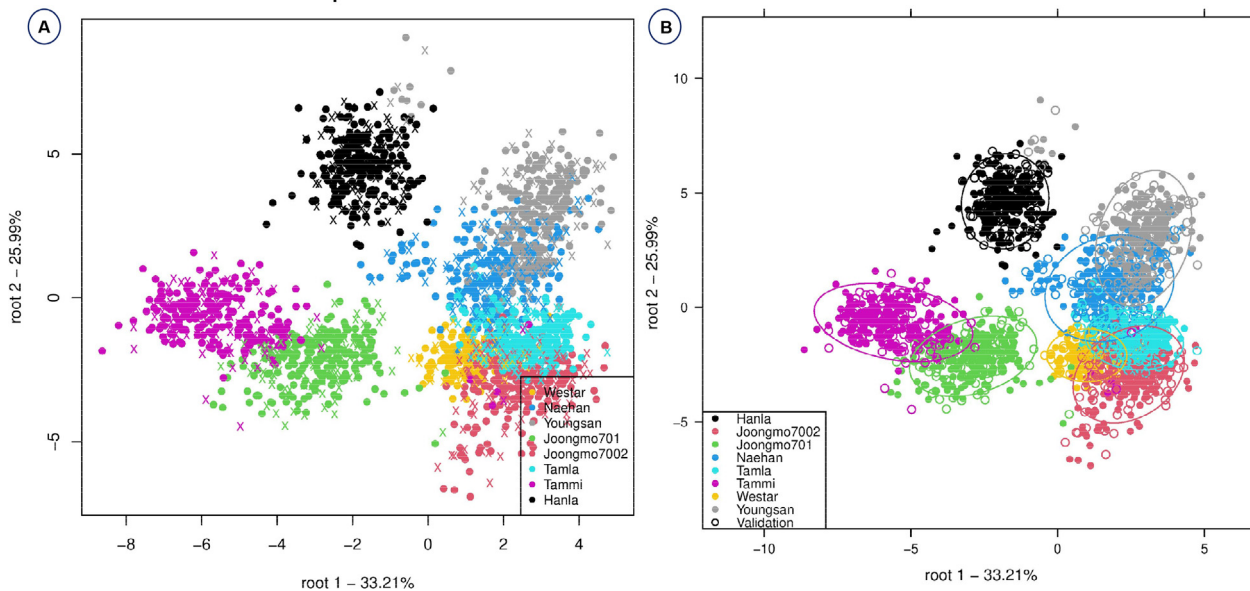 A
5
0
−5
root 2 − 25.99%
−8
−6
−4
−2
0
2
4
root 1 − 33.21%
Westar
Naehan
Youngsan
Joongmo701
Joongmo7002
Tamla
Tammi
Hanla
B
10
5
0
−5
root 2 − 25.99%
−10
−5
0
5
root 1 − 33.21%
Hanla
Joongmo7002
Joongmo701
Naehan
Tamla
Tammi
Westar
Youngsan
Validation